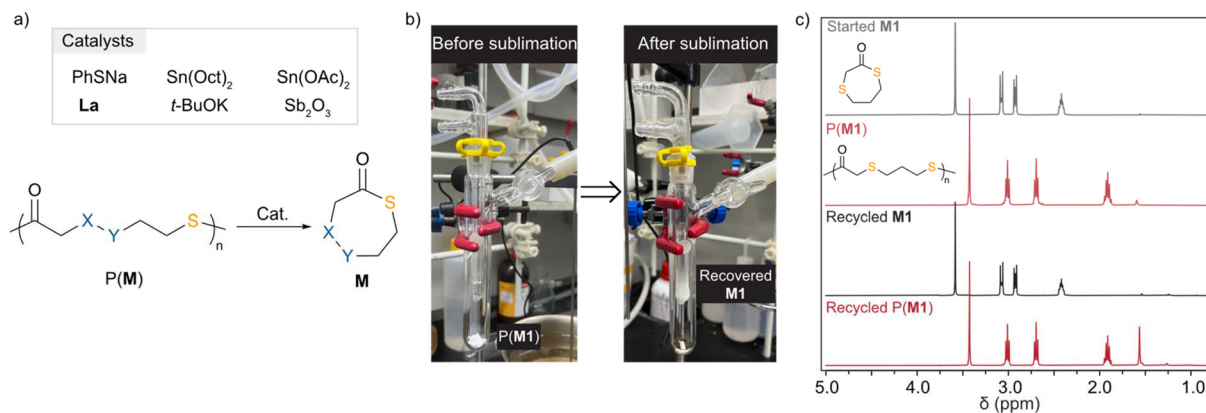 a)
Catalysts
PhSNa Sn(Oct)₂ Sn(OAc)₂
La t-BuOK Sb₂O₃
O
X
Y
S
n
P(M)
Cat.
O
S
X
Y
M
b)
Before sublimation
P(M1)
After sublimation
Recovered
M1
c)
Started M1
O
S
S
P(M1)
O
S
S
n
Recycled M1
Recycled P(M1)
5.0 4.0 3.0 2.0 1.0
δ (ppm)